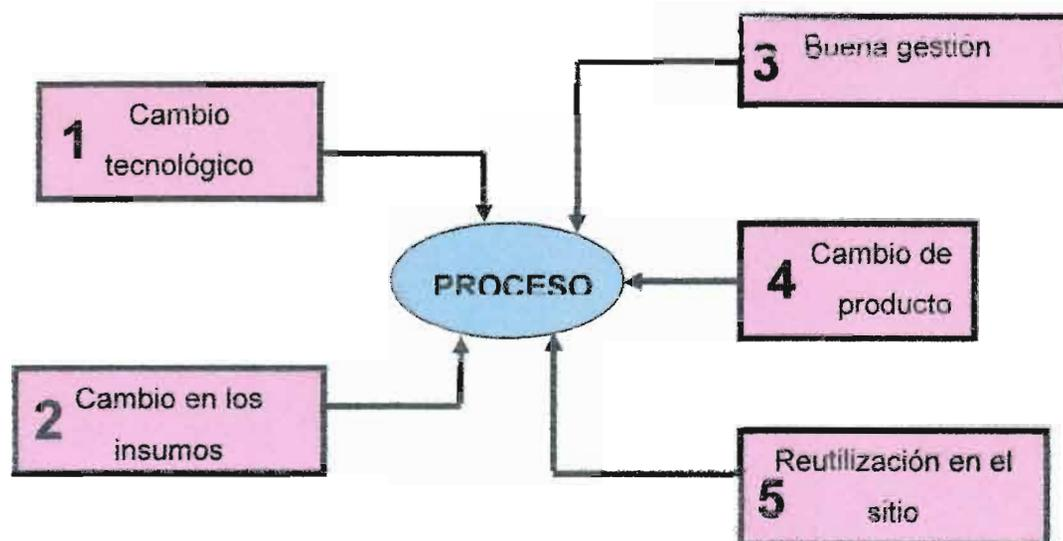 1 Cambio
tecnológico
2 Cambio en los
insumos
3 Buena gestión
PROCESO
4 Cambio de
producto
5 Reutilización en el
sitio